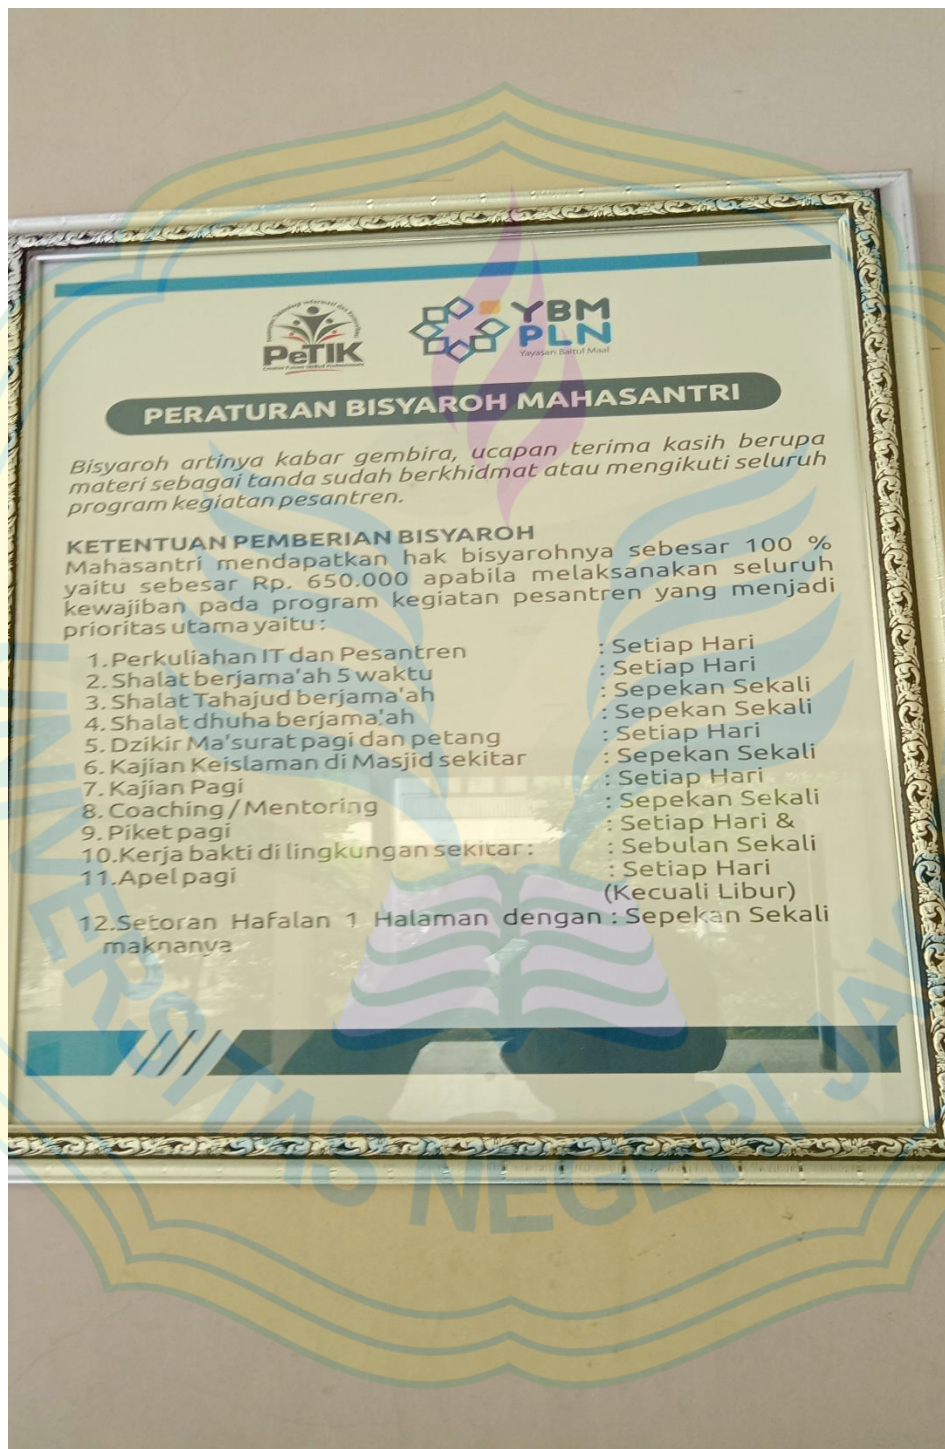 PeTIK
YBM
PLN
Yayasan Baitul Maal
PERATURAN BISYAROH MAHASANTRI
Bisyaroh artinya kabar gembira, ucapan terima kasih berupa
materi sebagai tanda sudah berkhidmat atau mengikuti seluruh
program kegiatan pesantren.
KETENTUAN PEMBERIAN BISYAROH
Mahasantri mendapatkan hak bisyarohnya sebesar 100 %
yaitu sebesar Rp. 650.000 apabila melaksanakan seluruh
kewajiban pada program kegiatan pesantren yang menjadi
prioritas utama yaitu :
1. Perkuliahan IT dan Pesantren : Setiap Hari
2. Shalat berjama'ah 5 waktu : Setiap Hari
3. Shalat Tahajud berjama'ah : Sepekan Sekali
4. Shalat dhuha berjama'ah : Sepekan Sekali
5. Dzikir Ma'surat pagi dan petang : Setiap Hari
6. Kajian Keislaman di Masjid sekitar : Sepekan Sekali
7. Kajian Pagi : Setiap Hari
8. Coaching / Mentoring : Sepekan Sekali
9. Piket pagi : Setiap Hari &
10.Kerja bakti di lingkungan sekitar : : Sebulan Sekali
11. Apel pagi : Setiap Hari
(Kecuali Libur)
12.Setoran Hafalan 1 Halaman dengan : Sepekan Sekali
maknanya
UNIVERSITAS NEGERI JA